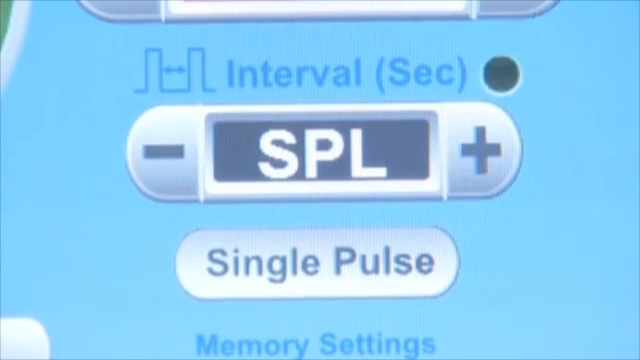 Interval (Sec)
− SPL +
Single Pulse
Memory Settings